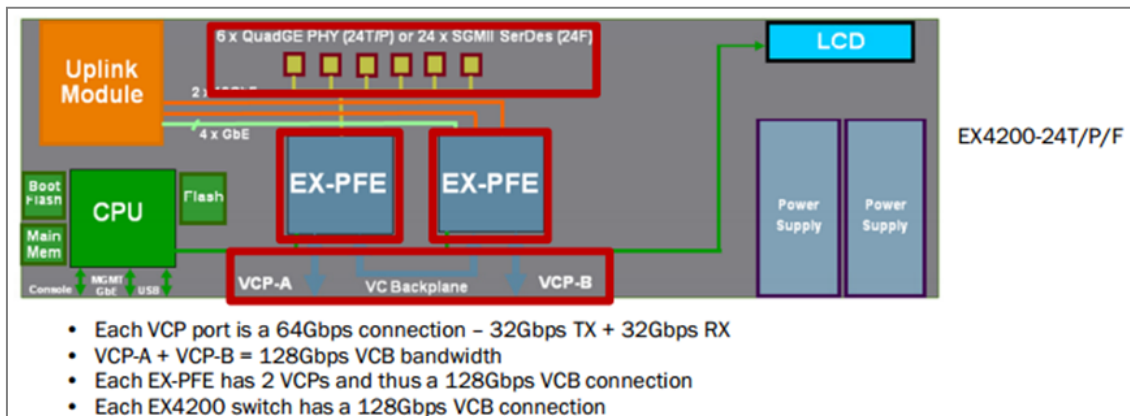 6 x QuadGE PHY (24T/P) or 24 x SGMII SerDes (24F)
LCD
Uplink
Module
4 x GbE
EX4200-24T/P/F
EX-PFE
EX-PFE
Boot
Flash
CPU
Flash
Main
Mem
Power
Supply
Power
Supply
VCP-A
VC Backplane
VCP-B
Console
MGMT
GbE
USB
• Each VCP port is a 64Gbps connection – 32Gbps TX + 32Gbps RX
• VCP-A + VCP-B = 128Gbps VCB bandwidth
• Each EX-PFE has 2 VCPs and thus a 128Gbps VCB connection
• Each EX4200 switch has a 128Gbps VCB connection